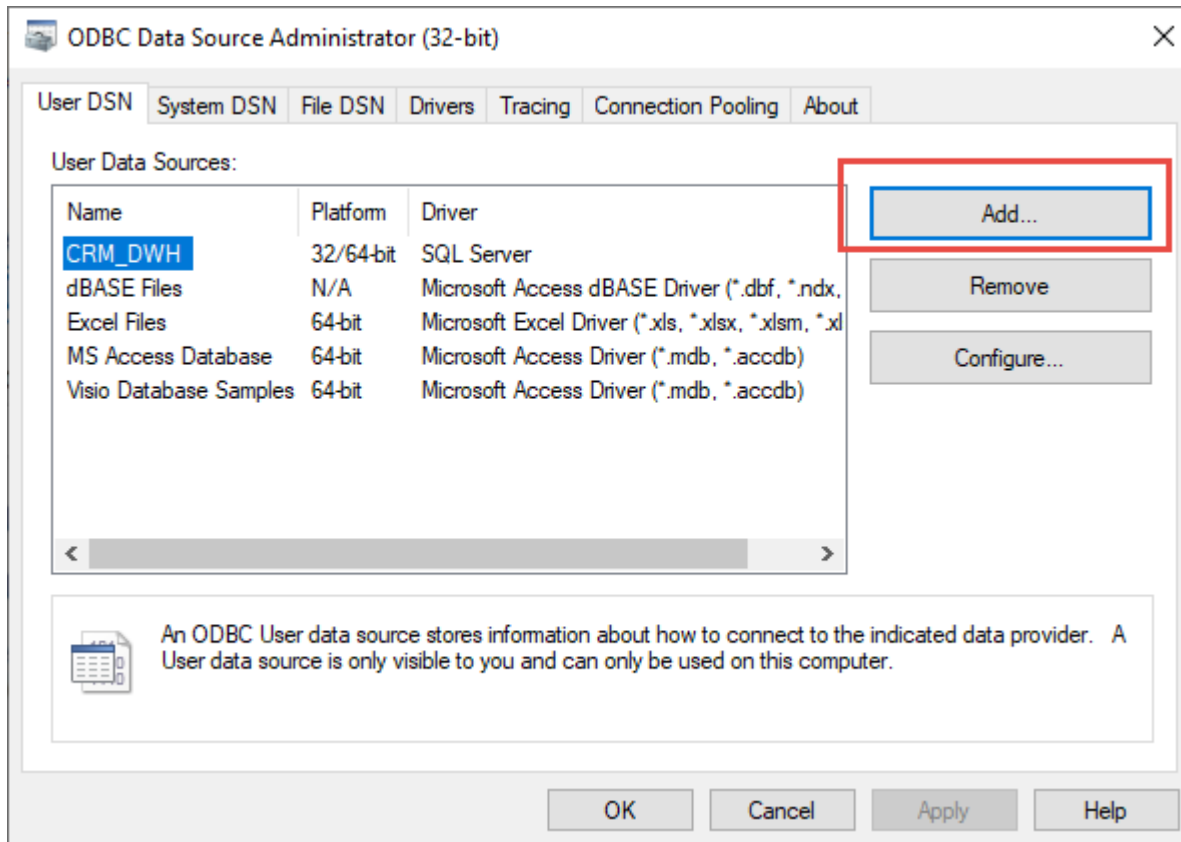 ODBC Data Source Administrator (32-bit)
User DSN System DSN File DSN Drivers Tracing Connection Pooling About
User Data Sources:
Name Platform Driver
CRM_DWH 32/64-bit SQL Server
dBASE Files N/A Microsoft Access dBASE Driver (*.dbf, *.ndx,
Excel Files 64-bit Microsoft Excel Driver (*.xls, *.xlsx, *.xlsm, *.xl
MS Access Database 64-bit Microsoft Access Driver (*.mdb, *.accdb)
Visio Database Samples 64-bit Microsoft Access Driver (*.mdb, *.accdb)
Add...
Remove
Configure...
An ODBC User data source stores information about how to connect to the indicated data provider. A
User data source is only visible to you and can only be used on this computer.
OK Cancel Apply Help